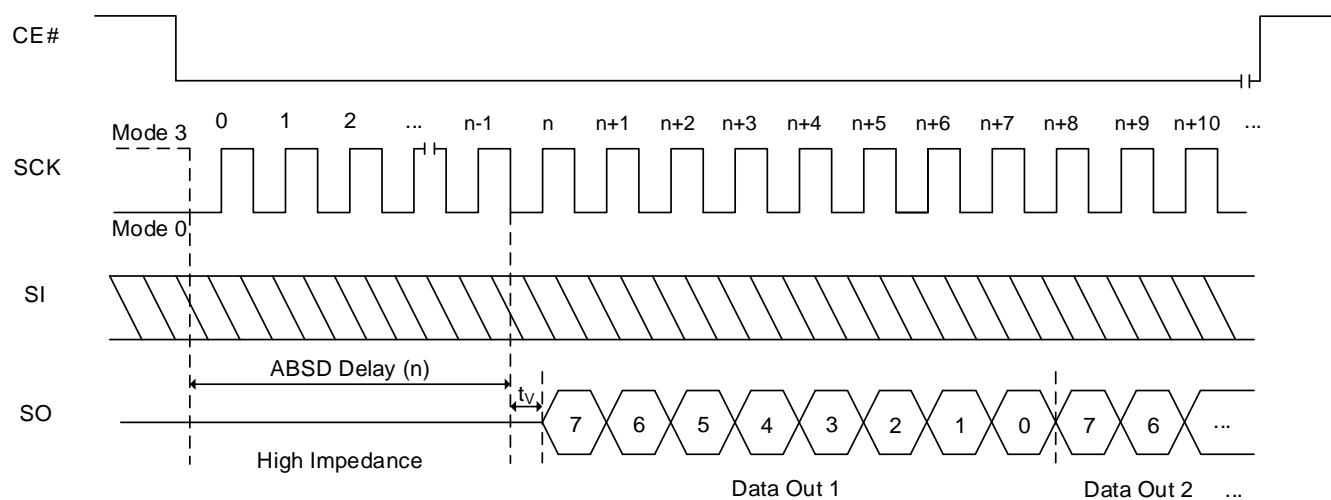 CE#
0 1 2 ... n-1 n n+1 n+2 n+3 n+4 n+5 n+6 n+7 n+8 n+9 n+10 ...
Mode 3
SCK
Mode 0
SI
ABSD Delay (n)
tV
SO
7 6 5 4 3 2 1 0 7 6 ...
High Impedance
Data Out 1 Data Out 2 ...